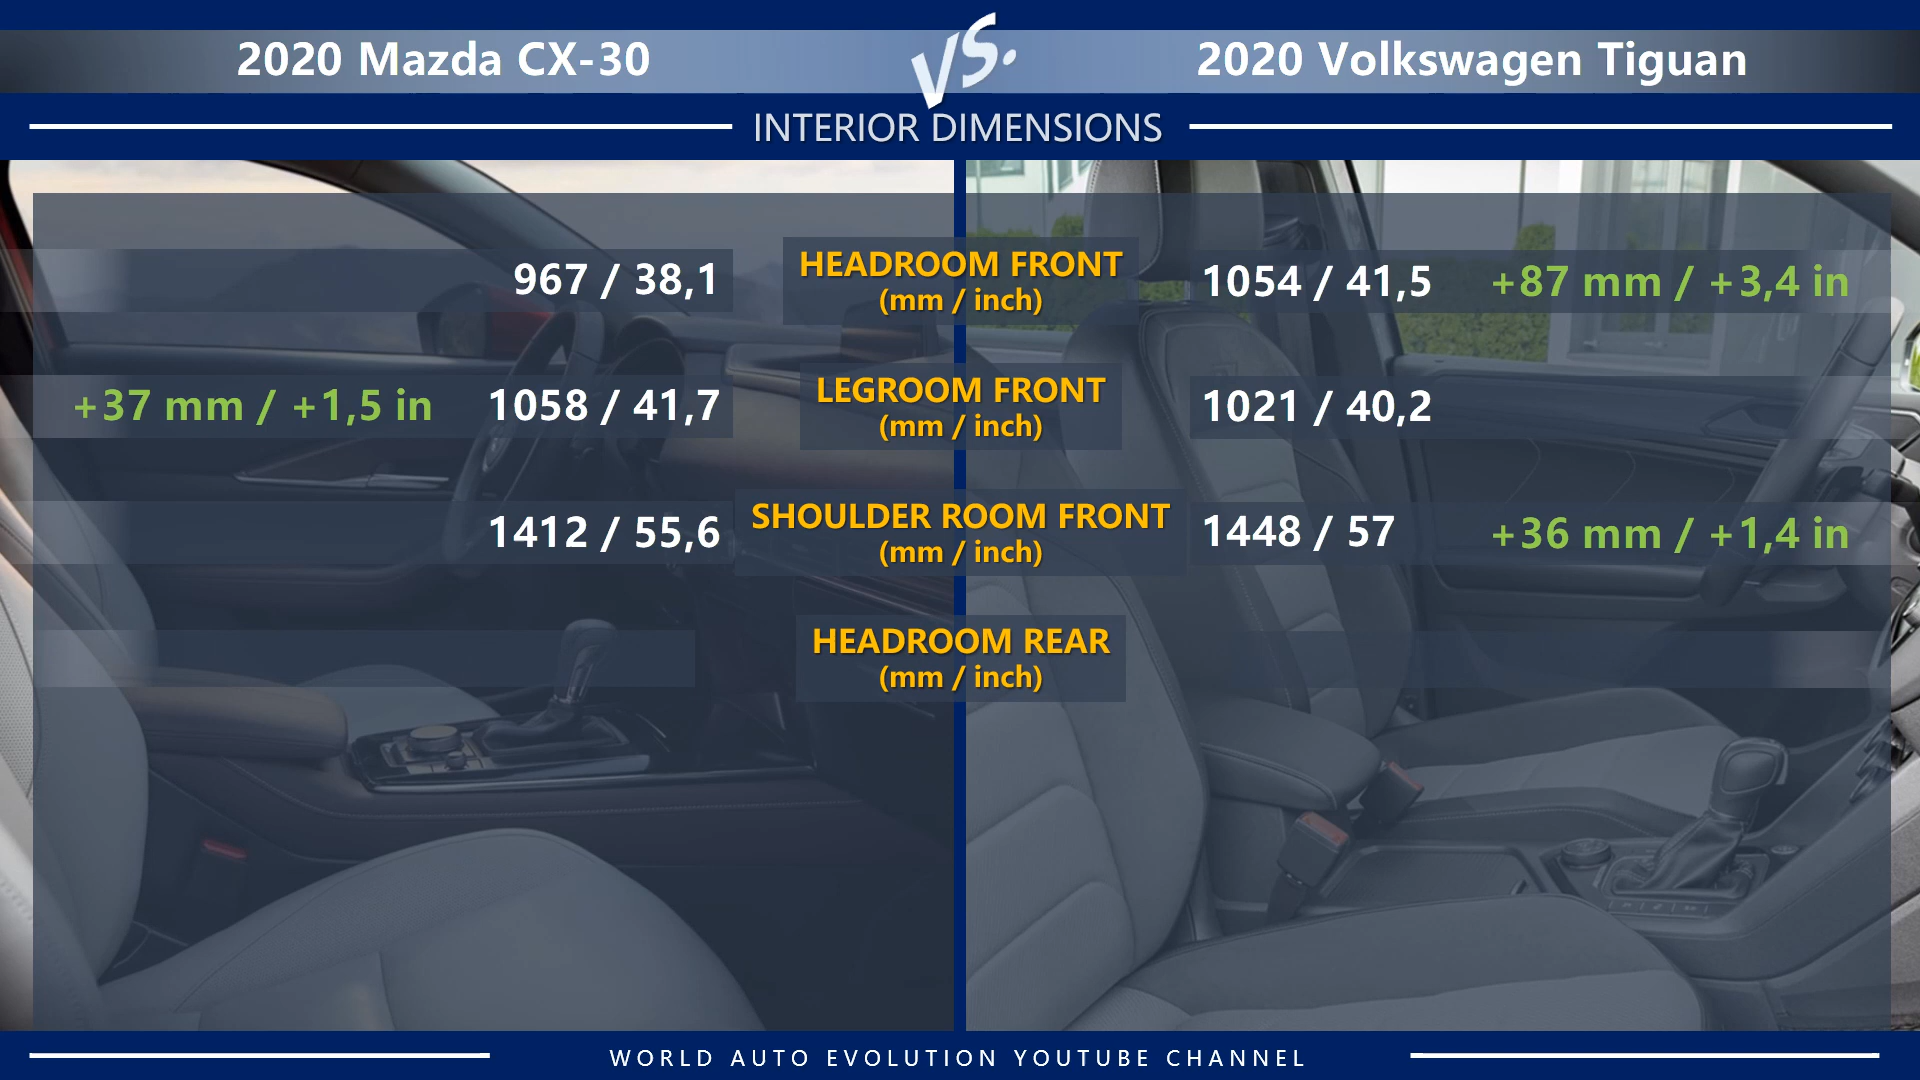 2020 Mazda CX-30
VS.
2020 Volkswagen Tiguan
INTERIOR DIMENSIONS
967 / 38,1
HEADROOM FRONT
(mm / inch)
1054 / 41,5
+87 mm / +3,4 in
+37 mm / +1,5 in
1058 / 41,7
LEGROOM FRONT
(mm / inch)
1021 / 40,2
1412 / 55,6
SHOULDER ROOM FRONT
(mm / inch)
1448 / 57
+36 mm / +1,4 in
HEADROOM REAR
(mm / inch)
WORLD AUTO EVOLUTION YOUTUBE CHANNEL